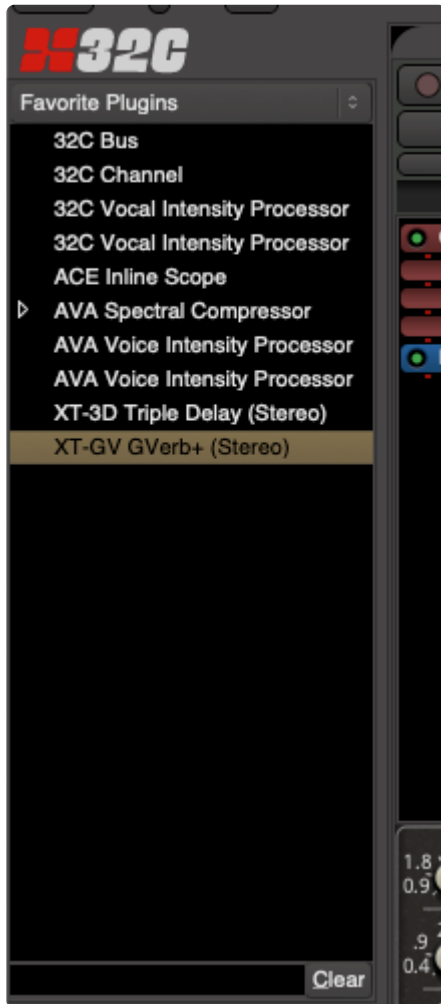 32C
Favorite Plugins
32C Bus
32C Channel
32C Vocal Intensity Processor
32C Vocal Intensity Processor
ACE Inline Scope
AVA Spectral Compressor
AVA Voice Intensity Processor
AVA Voice Intensity Processor
XT-3D Triple Delay (Stereo)
XT-GV GVerb+ (Stereo)
1.8
0.9
.9
0.4
Clear